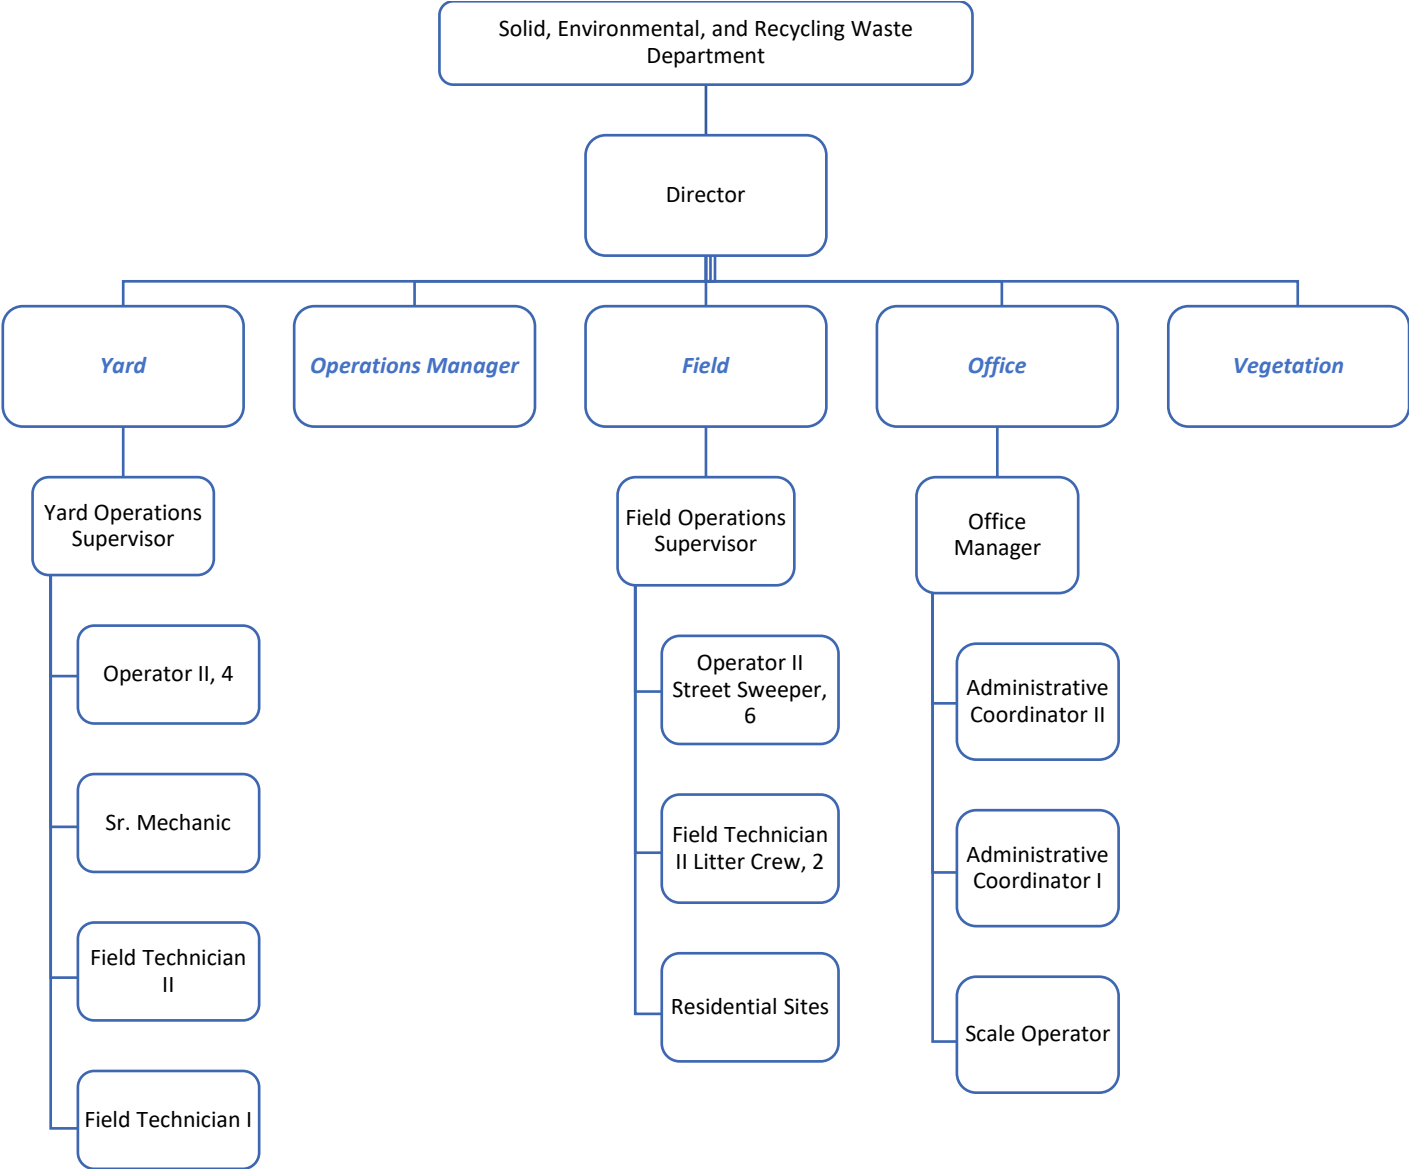 Solid, Environmental, and Recycling Waste
Department
Director
Yard
Operations Manager
Field
Office
Vegetation
Yard Operations
Supervisor
Operator II, 4
Sr. Mechanic
Field Technician
II
Field Technician I
Field Operations
Supervisor
Operator II
Street Sweeper,
6
Field Technician
II Litter Crew, 2
Residential Sites
Office
Manager
Administrative
Coordinator II
Administrative
Coordinator I
Scale Operator